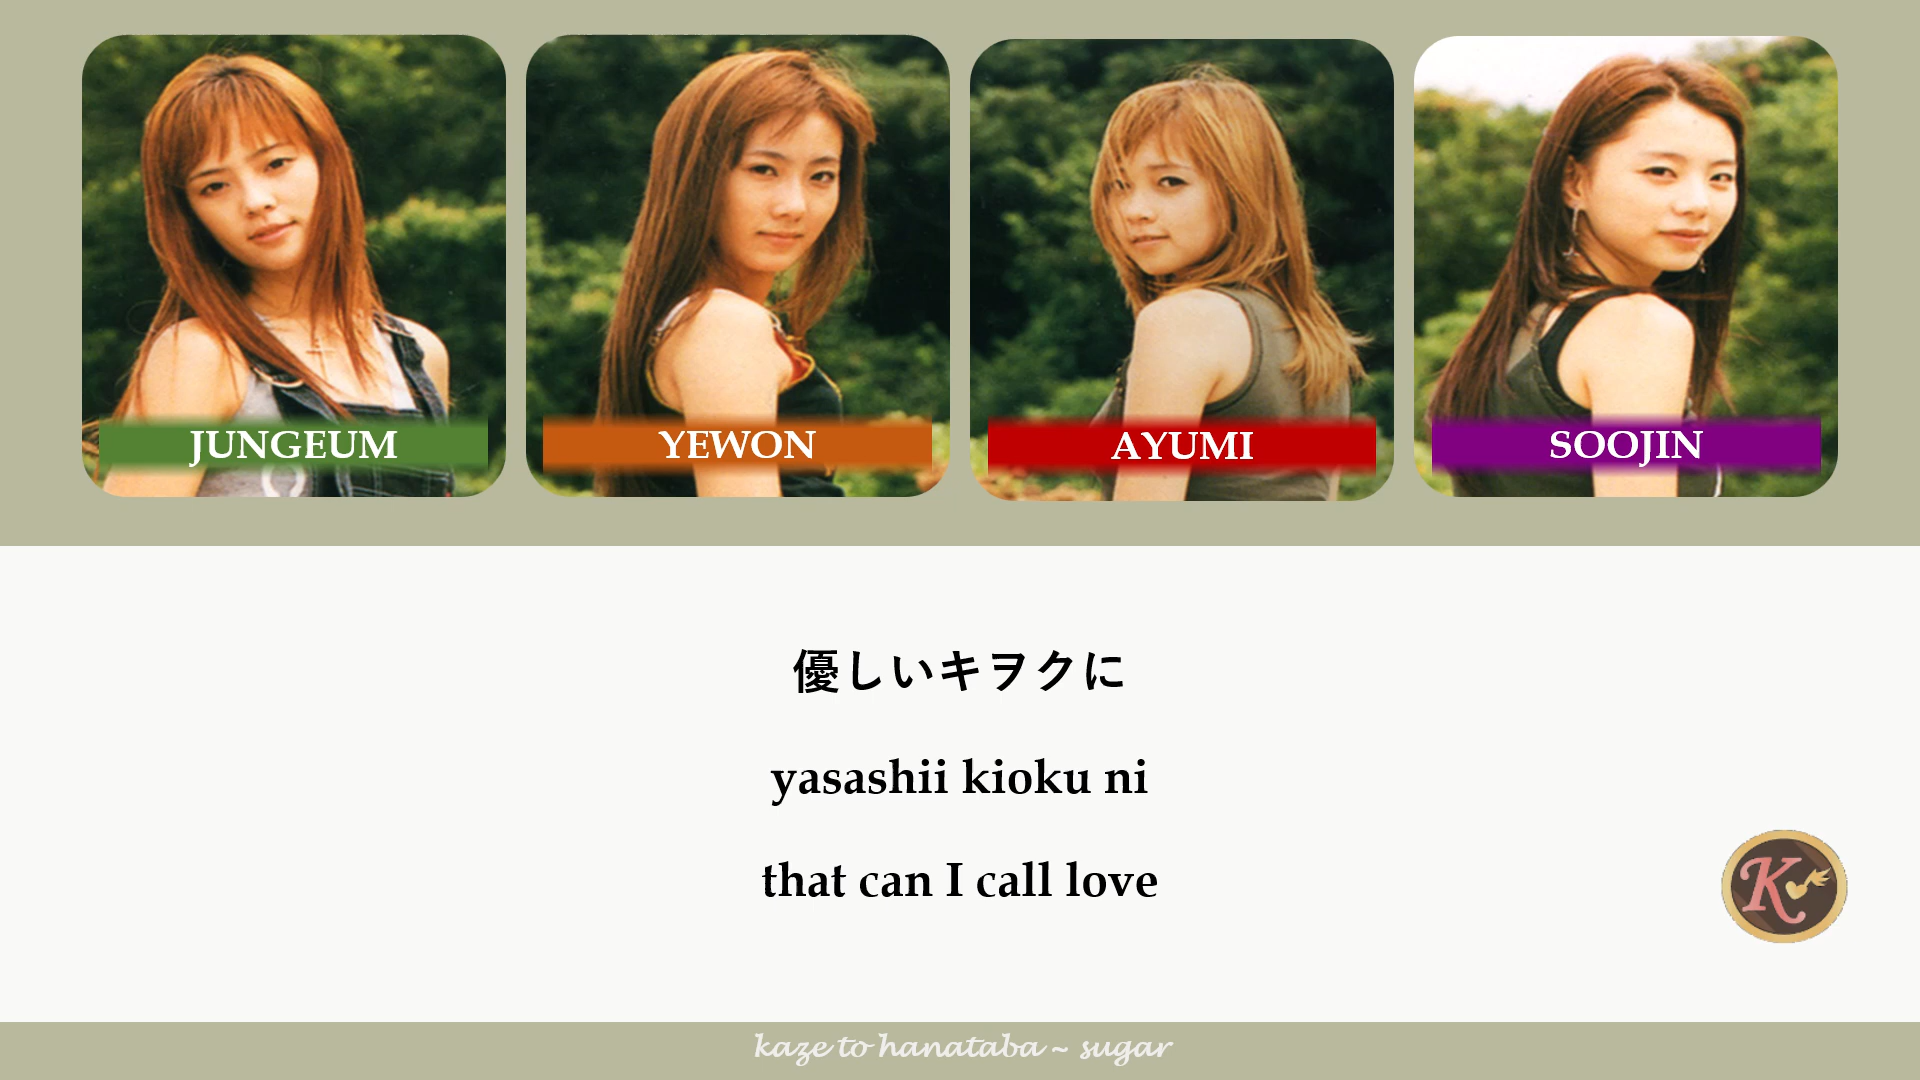 JUNGEUM
YEWON
AYUMI
SOOJIN
優しいキヲクに
yasashii kioku ni
that can I call love
K
kaze to hanataba ~ sugar